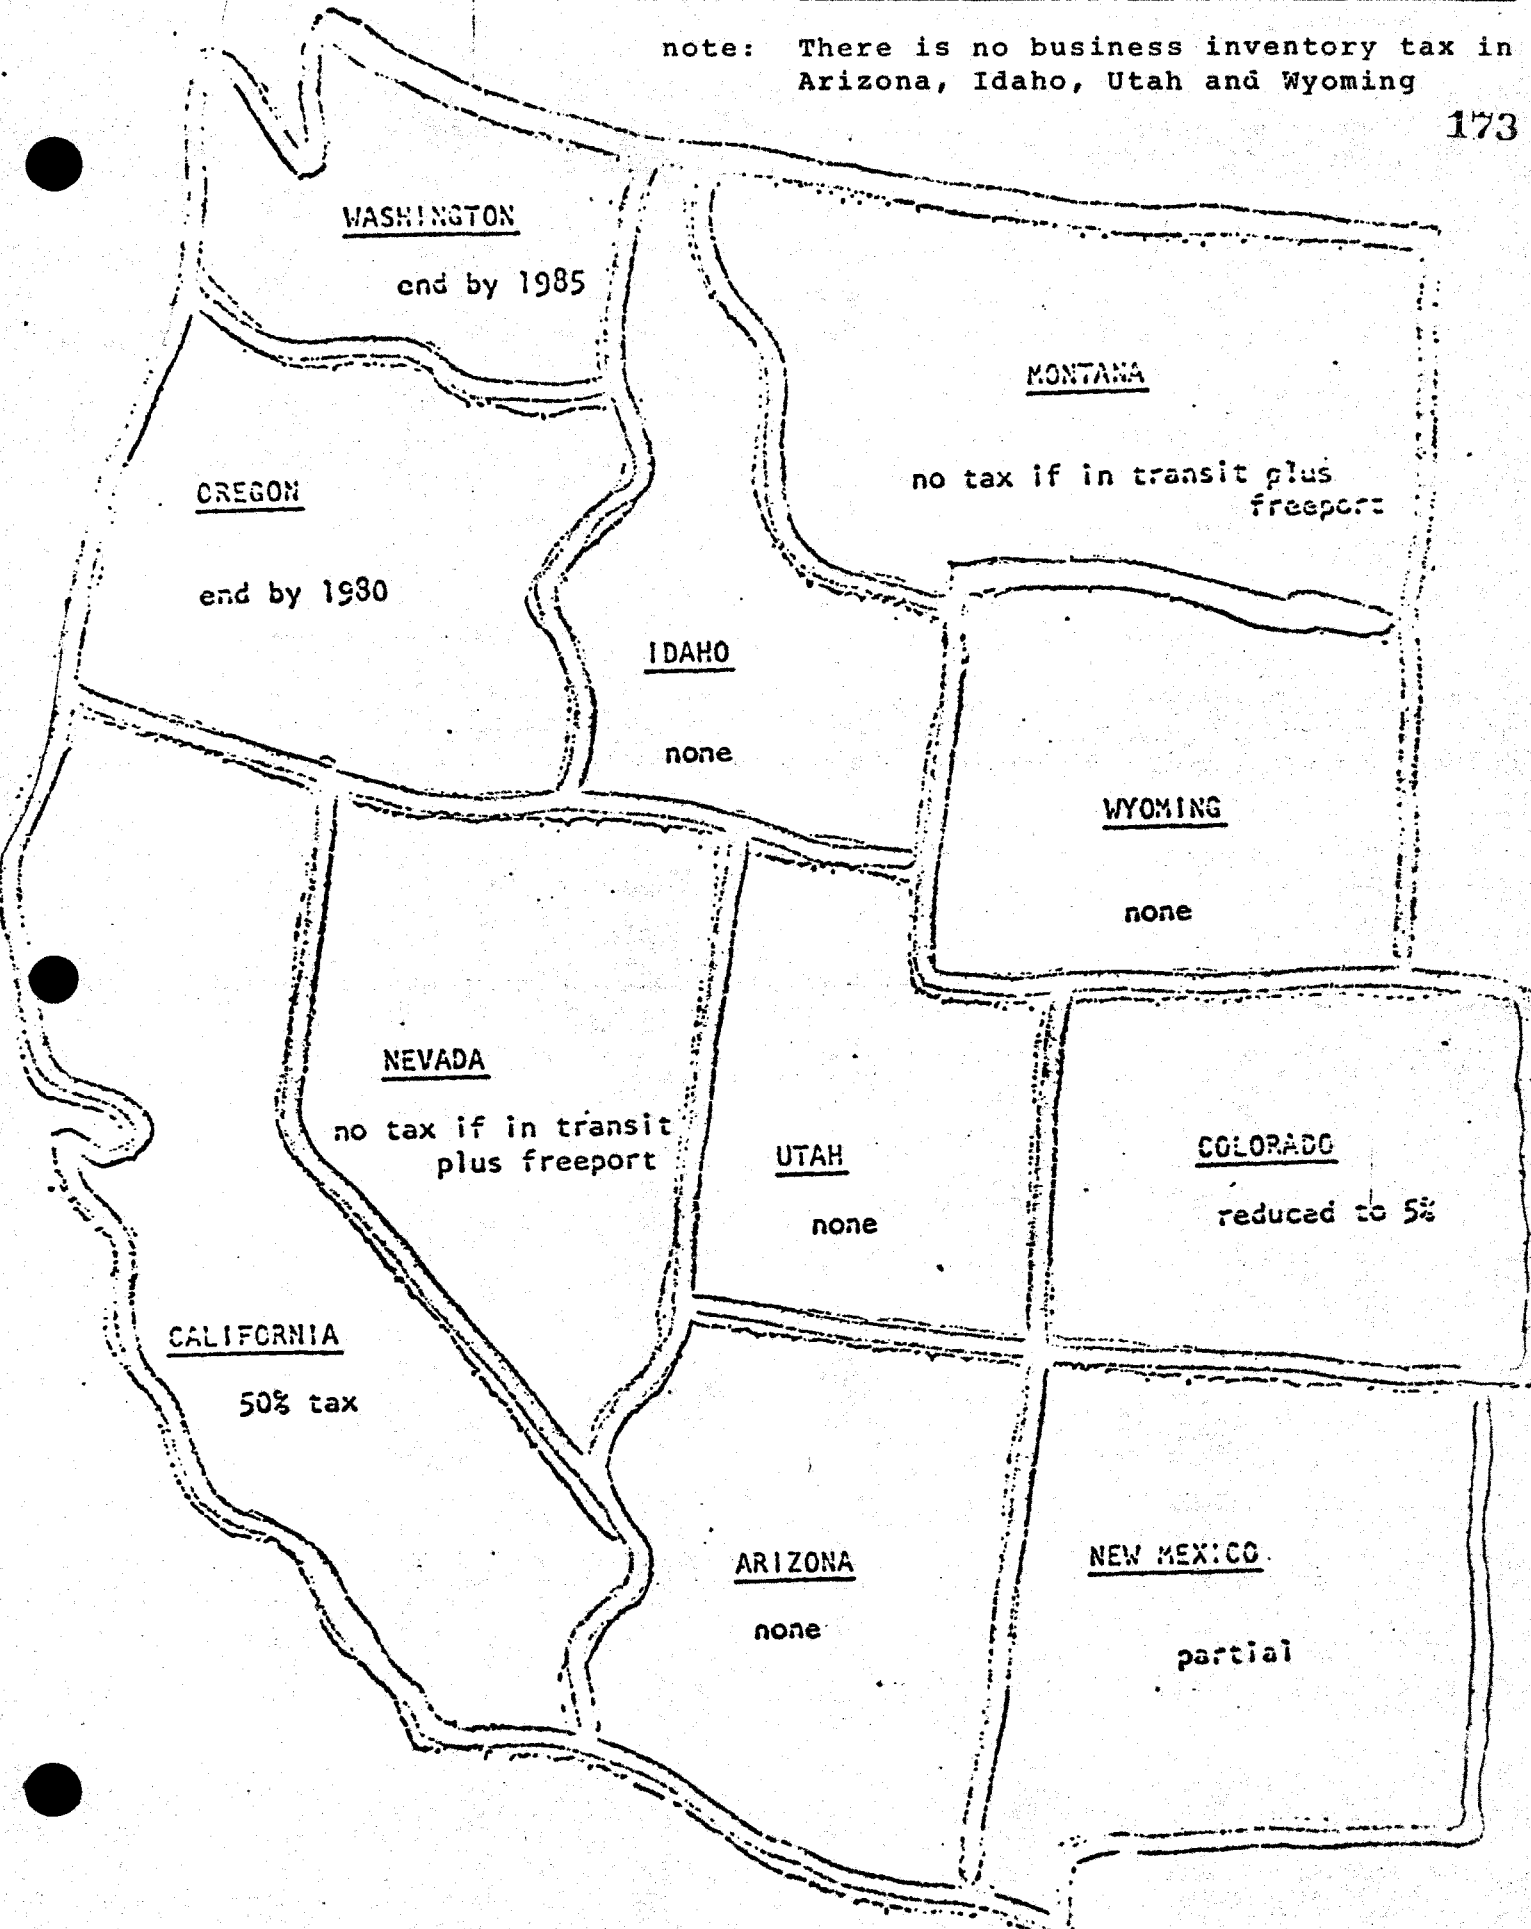 note: There is no business inventory tax in
Arizona, Idaho, Utah and Wyoming
173
WASHINGTON
end by 1985
MONTANA
no tax if in transit plus
freeport
OREGON
end by 1980
IDAHO
none
WYOMING
none
NEVADA
no tax if in transit
plus freeport
UTAH
none
COLORADO
reduced to 5%
CALIFORNIA
50% tax
ARIZONA
none
NEW MEXICO
partial